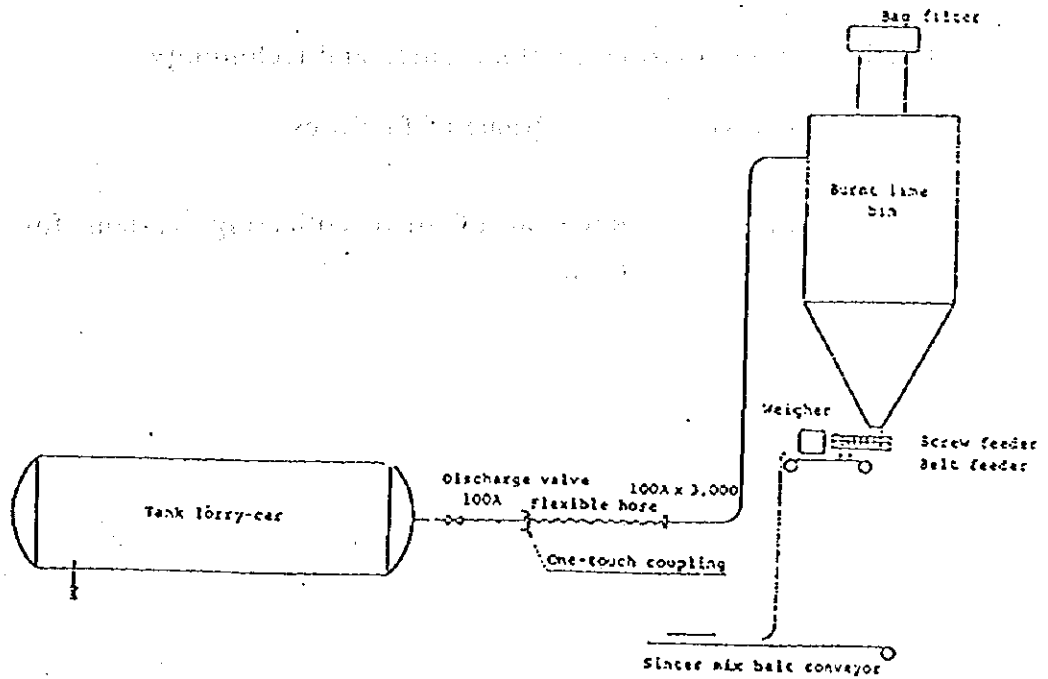 Bag filter
Burnt lime
bin
Weigher
Screw feeder
Belt feeder
Discharge valve
100A
Flexible hose
100A x 3,000
Tank lorry-car
One-touch coupling
Sinter mix belt conveyor